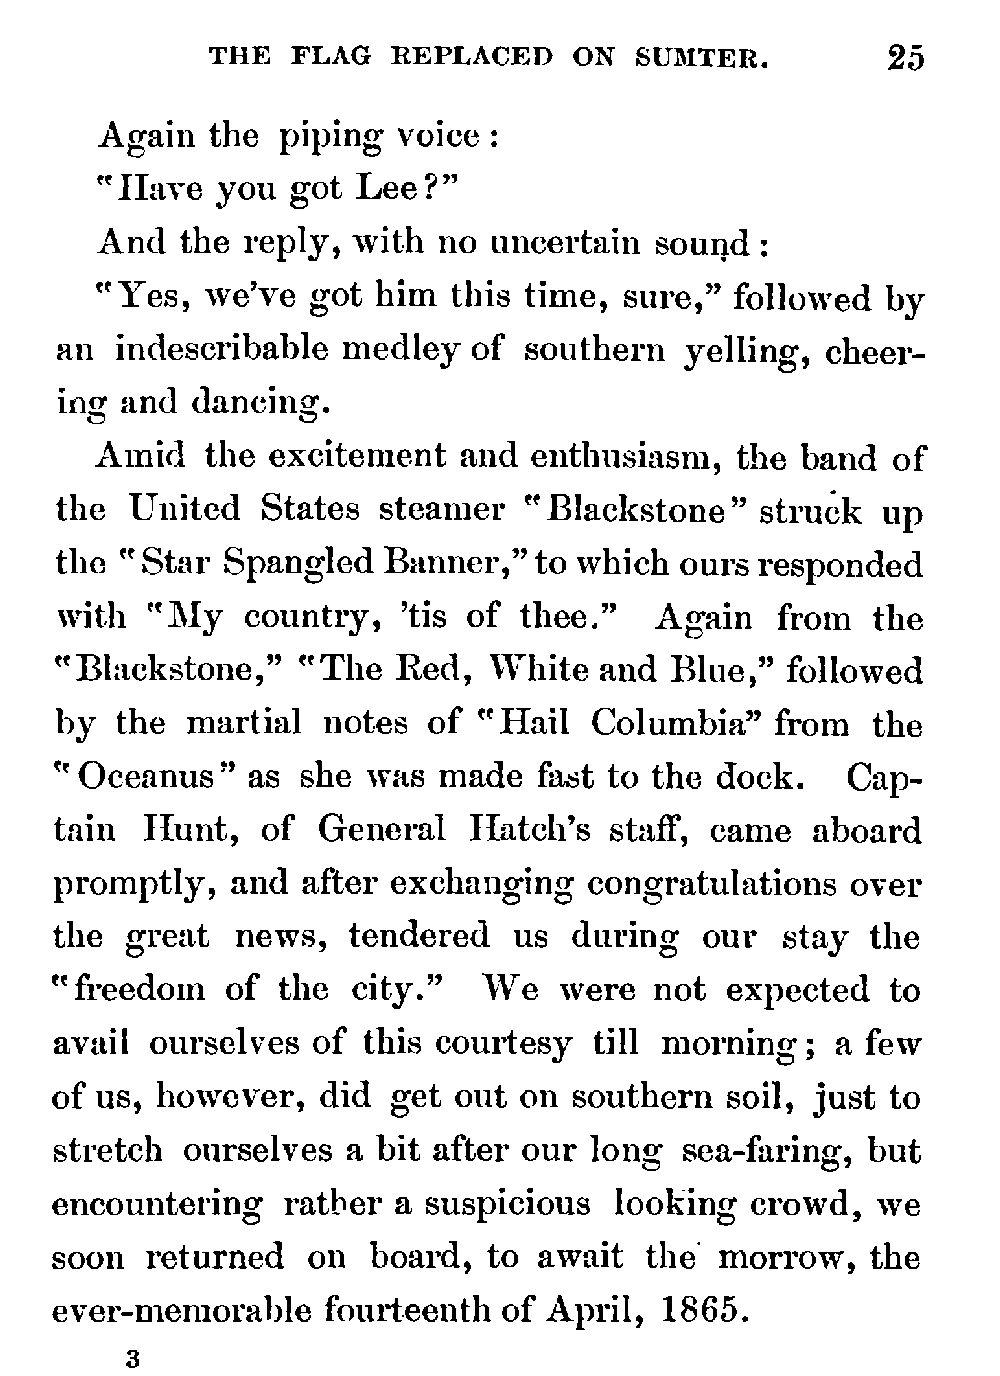 THE FLAG REPLACED ON SUMTER. 25
Again the piping voice :
"Have you got Lee?"
And the reply, with no uncertain sound :
"Yes, we've got him this time, sure," followed by
an indescribable medley of southern yelling, cheer-
ing and dancing.
Amid the excitement and enthusiasm, the band of
the United States steamer "Blackstone" struck up
the "Star Spangled Banner," to which ours responded
with "My country, 'tis of thee." Again from the
"Blackstone," "The Red, White and Blue," followed
by the martial notes of "Hail Columbia" from the
"Oceanus" as she was made fast to the dock. Cap-
tain Hunt, of General Hatch's staff, came aboard
promptly, and after exchanging congratulations over
the great news, tendered us during our stay the
"freedom of the city." We were not expected to
avail ourselves of this courtesy till morning; a few
of us, however, did get out on southern soil, just to
stretch ourselves a bit after our long sea-faring, but
encountering rather a suspicious looking crowd, we
soon returned on board, to await the morrow, the
ever-memorable fourteenth of April, 1865.
3